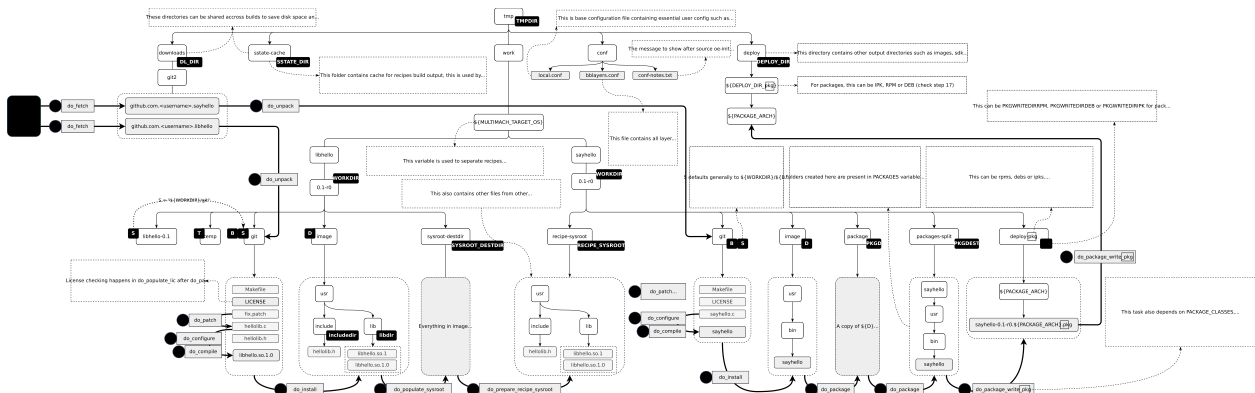 These directories can be shared accross builds to save disk space an...
tmp
TMPDIR
This is base configuration file containing essential user config such as...
downloads
DL_DIR
sstate-cache
SSTATE_DIR
work
conf
The message to show after source oe-init...
deploy
DEPLOY_DIR
This directory contains other output directories such as images, sdk...
git2
This folder contains cache for recipes build output, this is used by...
local.conf
bblayers.conf
conf-notes.txt
${DEPLOY_DIR_pkg}
For packages, this can be IPK, RPM or DEB (check step 17)
do_fetch
github.com.<username>.sayhello
do_unpack
This can be PKGWRITEDIRRPM, PKGWRITEDIRDEB or PKGWRITEDIRIPK for pack...
do_fetch
github.com.<username>.libhello
${MULTIMACH_TARGET_OS}
This file contains all layer...
${PACKAGE_ARCH}
libhello
This variable is used to separate recipes...
sayhello
do_unpack
0.1-r0
WORKDIR
This also contains other files from other...
0.1-r0
WORKDIR
S defaults generally to ${WORKDIR}/${B
Folders created here are present in PACKAGES variable...
This can be rpms, debs or ipks....
S
libhello-0.1
T
temp
B
S
git
D
image
sysroot-destdir
SYSROOT_DESTDIR
recipe-sysroot
RECIPE_SYSROOT
git
B
S
image
D
package
PKGD
packages-split
PKGDEST
deploy-pkg
do_package_write_pkg
License checking happens in do_populate_lic after do_pa
Makefile
LICENSE
fix.patch
hellolib.c
hellolib.h
libhello.so.1.0
do_patch
do_configure
do_compile
usr
include
includedir
lib
libdir
hellolib.h
libhello.so.1
libhello.so.1.0
Everything in image...
usr
include
lib
hellolib.h
libhello.so.1
libhello.so.1.0
do_patch...
do_configure
do_compile
Makefile
LICENSE
sayhello.c
sayhello
usr
bin
sayhello
A copy of ${D}...
sayhello
usr
bin
sayhello
${PACKAGE_ARCH}
sayhello-0.1-r0.${PACKAGE_ARCH}.pkg
This task also depends on PACKAGE_CLASSES....
do_install
do_populate_sysroot
do_prepare_recipe_sysroot
do_install
do_package
do_package
do_package_write_pkg